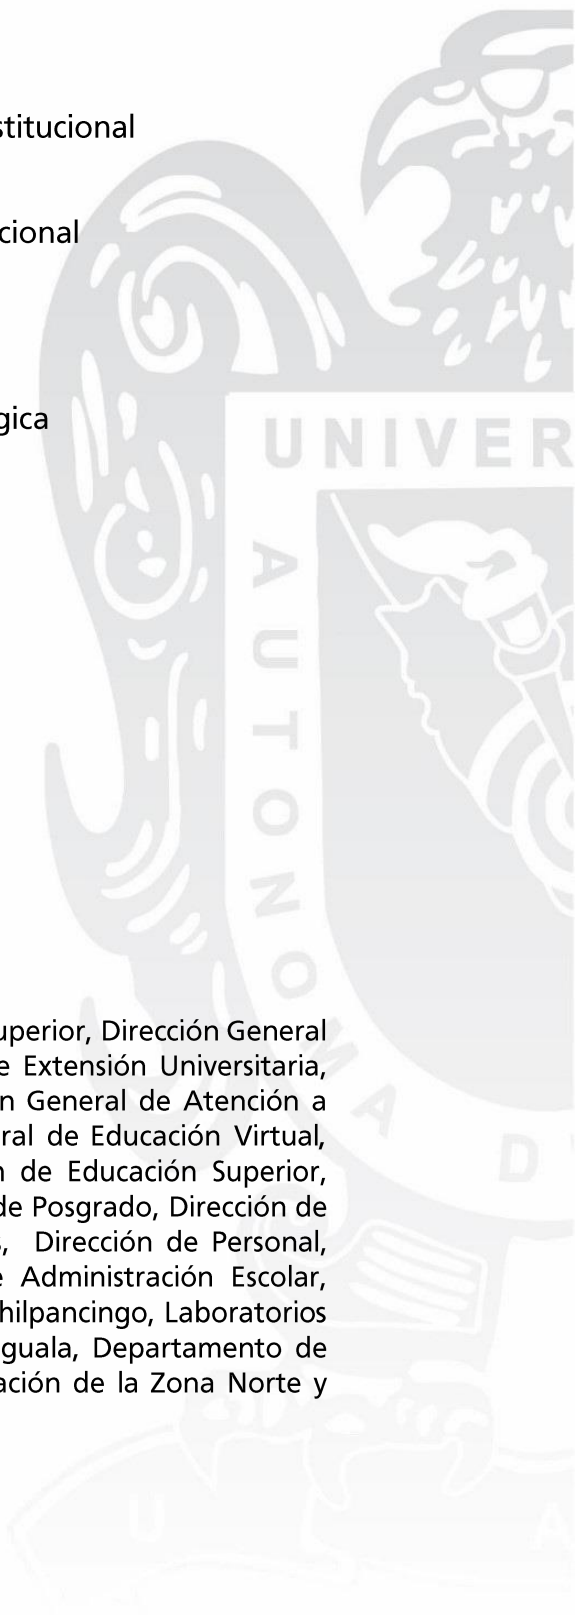 stitucional
cional
gica
UNIVER
AUTONOMA D
uperior, Dirección General
e Extensión Universitaria,
n General de Atención a
ral de Educación Virtual,
n de Educación Superior,
de Posgrado, Dirección de
s, Dirección de Personal,
e Administración Escolar,
hilpancingo, Laboratorios
guala, Departamento de
ación de la Zona Norte y
U A